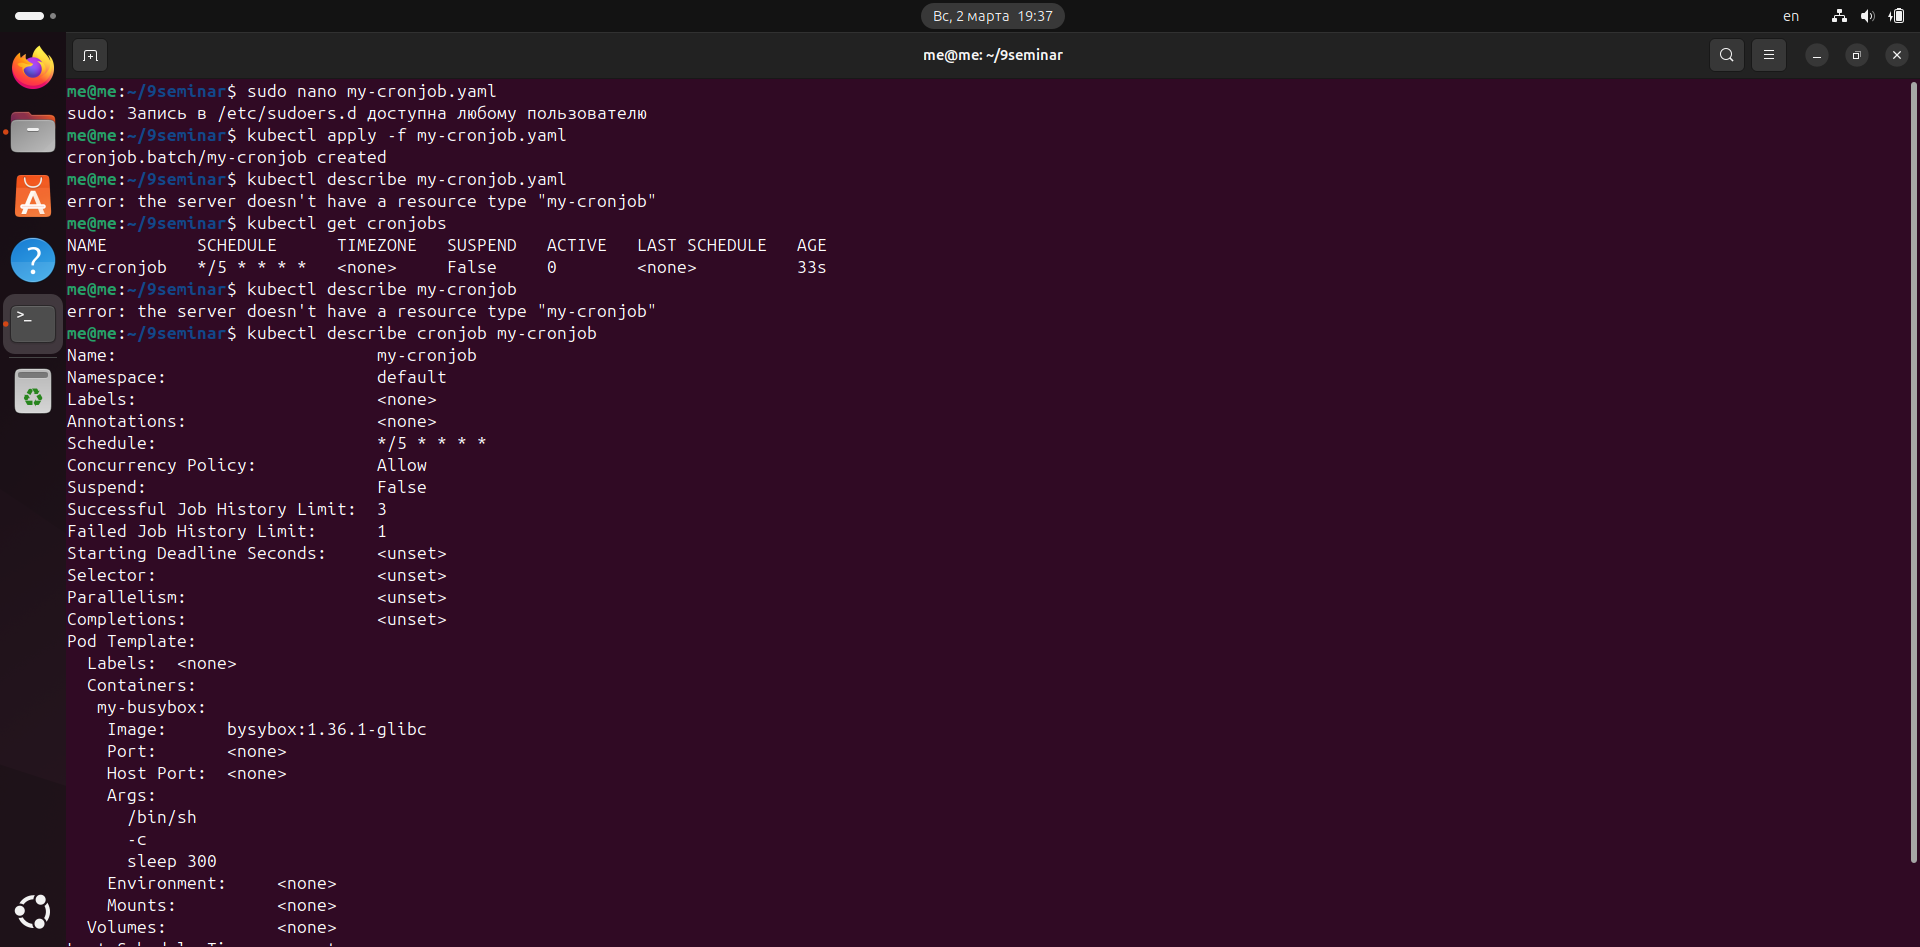 Вс, 2 марта 19:37
en
me@me: ~/9seminar
me@me:~/9seminar$ sudo nano my-cronjob.yaml
sudo: Запись в /etc/sudoers.d доступна любому пользователю
me@me:~/9seminar$ kubectl apply -f my-cronjob.yaml
cronjob.batch/my-cronjob created
me@me:~/9seminar$ kubectl describe my-cronjob.yaml
error: the server doesn't have a resource type "my-cronjob"
me@me:~/9seminar$ kubectl get cronjobs
NAME         SCHEDULE      TIMEZONE   SUSPEND   ACTIVE   LAST SCHEDULE   AGE
my-cronjob   */5 * * * *   <none>     False     0        <none>          33s
me@me:~/9seminar$ kubectl describe my-cronjob
error: the server doesn't have a resource type "my-cronjob"
me@me:~/9seminar$ kubectl describe cronjob my-cronjob
Name:                          my-cronjob
Namespace:                     default
Labels:                        <none>
Annotations:                   <none>
Schedule:                      */5 * * * *
Concurrency Policy:            Allow
Suspend:                       False
Successful Job History Limit:  3
Failed Job History Limit:      1
Starting Deadline Seconds:     <unset>
Selector:                      <unset>
Parallelism:                   <unset>
Completions:                   <unset>
Pod Template:
  Labels:  <none>
  Containers:
   my-busybox:
    Image:      bysybox:1.36.1-glibc
    Port:       <none>
    Host Port:  <none>
    Args:
      /bin/sh
      -c
      sleep 300
    Environment:     <none>
    Mounts:          <none>
  Volumes:           <none>